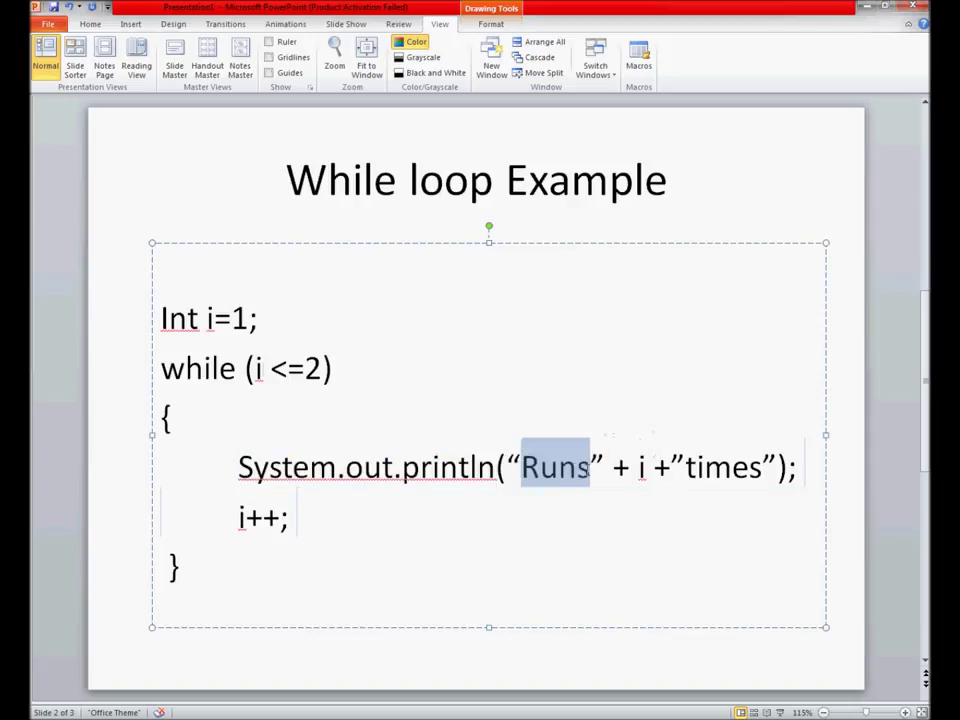 Presentation1 - Microsoft PowerPoint (Product Activation Failed)
Drawing Tools
File Home Insert Design Transitions Animations Slide Show Review View Format
Normal
Slide Sorter
Notes Page
Reading View
Presentation Views
Slide Master
Handout Master
Notes Master
Master Views
Ruler
Gridlines
Guides
Show
Zoom
Fit to Window
Zoom
Color
Grayscale
Black and White
Color/Grayscale
New Window
Arrange All
Cascade
Move Split
Switch Windows
Window
Macros
Macros
While loop Example
Int i=1;
while (i <=2)
{
System.out.println(“Runs” + i +”times”);
i++;
}
Slide 2 of 3 "Office Theme" 115%